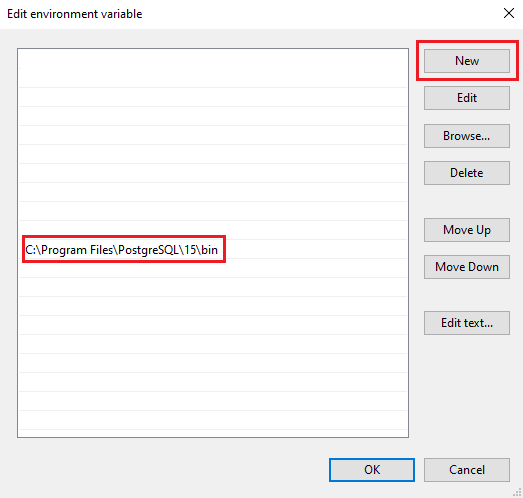 Edit environment variable
New
Edit
Browse...
Delete
C:\Program Files\PostgreSQL\15\bin
Move Up
Move Down
Edit text...
OK
Cancel